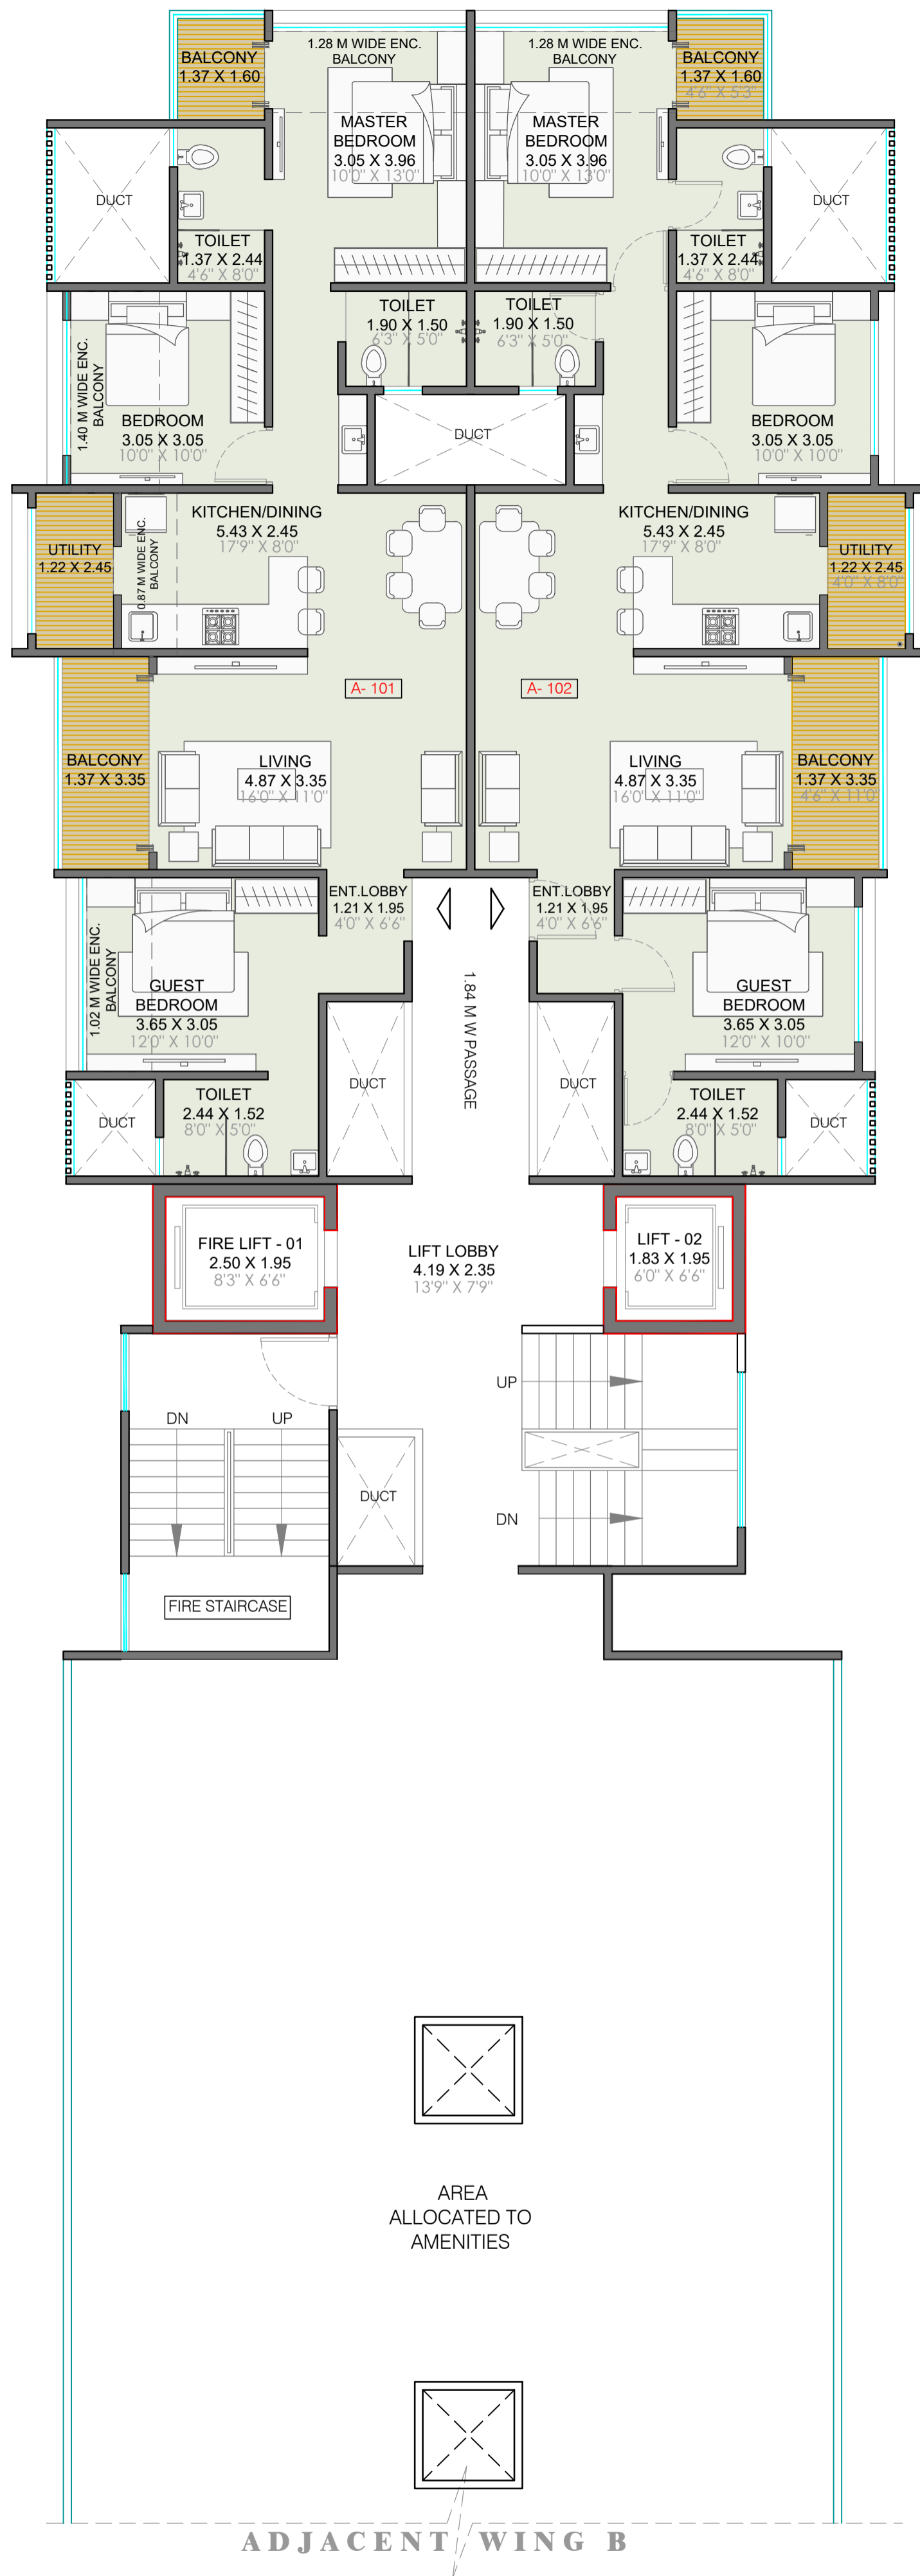 1.28 M WIDE ENC.
BALCONY
1.28 M WIDE ENC.
BALCONY
BALCONY
1.37 X 1.60
BALCONY
1.37 X 1.60
4'6" X 5'3"
MASTER
BEDROOM
3.05 X 3.96
10'0" X 13'0"
MASTER
BEDROOM
3.05 X 3.96
10'0" X 13'0"
DUCT
DUCT
TOILET
1.37 X 2.44
4'6" X 8'0"
TOILET
1.37 X 2.44
4'6" X 8'0"
TOILET
1.90 X 1.50
6'3" X 5'0"
TOILET
1.90 X 1.50
6'3" X 5'0"
1.40 M WIDE ENC.
BALCONY
BEDROOM
3.05 X 3.05
10'0" X 10'0"
DUCT
BEDROOM
3.05 X 3.05
10'0" X 10'0"
KITCHEN/DINING
5.43 X 2.45
17'9" X 8'0"
KITCHEN/DINING
5.43 X 2.45
17'9" X 8'0"
UTILITY
1.22 X 2.45
0.87 M WIDE ENC.
BALCONY
UTILITY
1.22 X 2.45
4'0" X 8'0"
A- 101
A- 102
BALCONY
1.37 X 3.35
LIVING
4.87 X 3.35
16'0" X 11'0"
LIVING
4.87 X 3.35
16'0" X 11'0"
BALCONY
1.37 X 3.35
4'6" X 11'0"
ENT.LOBBY
1.21 X 1.95
4'0" X 6'6"
ENT.LOBBY
1.21 X 1.95
4'0" X 6'6"
1.02 M WIDE ENC.
BALCONY
GUEST
BEDROOM
3.65 X 3.05
12'0" X 10'0"
1.84 M W PASSAGE
GUEST
BEDROOM
3.65 X 3.05
12'0" X 10'0"
DUCT
DUCT
DUCT
TOILET
2.44 X 1.52
8'0" X 5'0"
TOILET
2.44 X 1.52
8'0" X 5'0"
DUCT
FIRE LIFT - 01
2.50 X 1.95
8'3" X 6'6"
LIFT LOBBY
4.19 X 2.35
13'9" X 7'9"
LIFT - 02
1.83 X 1.95
6'0" X 6'6"
UP
DN
UP
DUCT
DN
FIRE STAIRCASE
AREA
ALLOCATED TO
AMENITIES
ADJACENT WING B